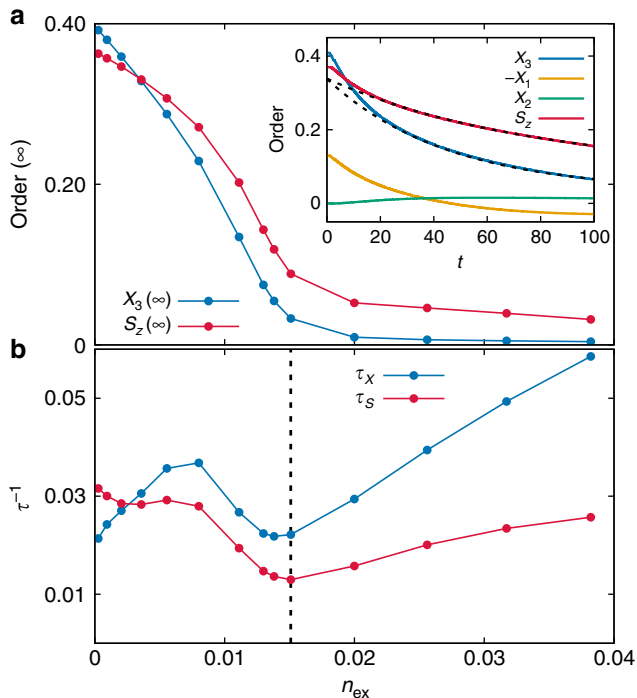 a
0.40
0.20
0
Order (∞)
X3 (∞)
Sz (∞)
0.4
0.2
0
Order
X3
−X1
X2
Sz
0 20 40 60 80 100
t
b
0.05
0.03
0.01
τ−1
τX
τS
0 0.01 0.02 0.03 0.04
nex